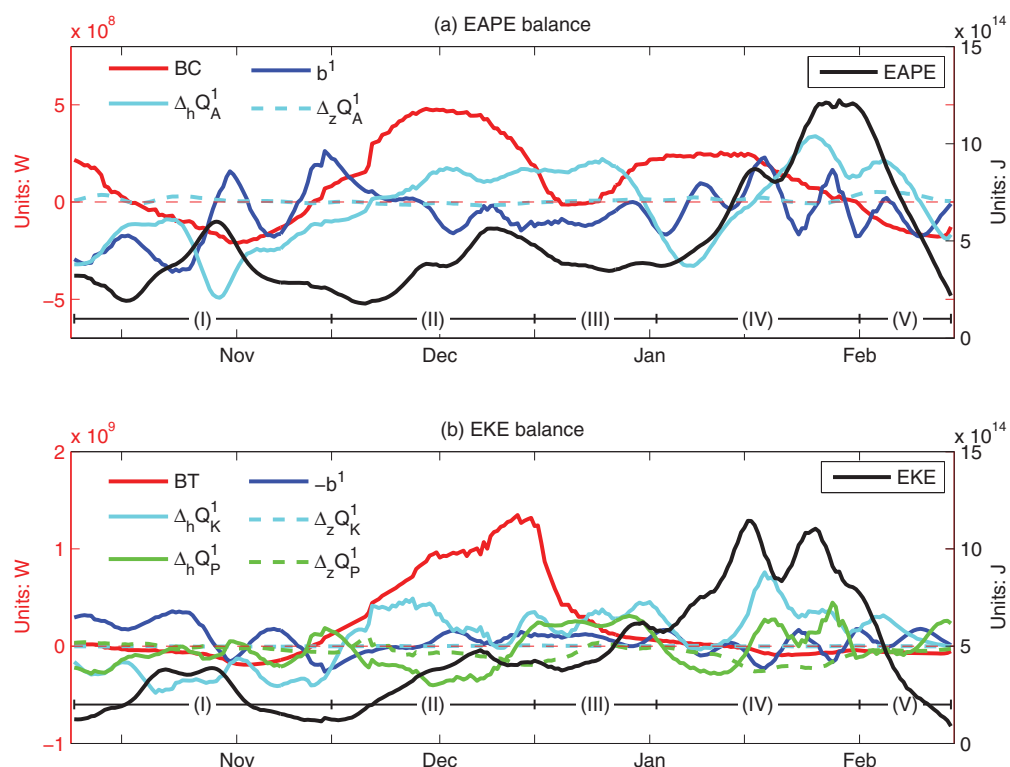 (a) EAPE balance
x 10^8
x 10^14
BC
b^1
EAPE
Δ_hQ_A^1
Δ_zQ_A^1
5
0
−5
Units: W
15
10
5
0
Units: J
(I)
(II)
(III)
(IV)
(V)
Nov
Dec
Jan
Feb
(b) EKE balance
x 10^9
x 10^14
BT
−b^1
EKE
Δ_hQ_K^1
Δ_zQ_K^1
Δ_hQ_P^1
Δ_zQ_P^1
2
1
0
−1
Units: W
15
10
5
0
Units: J
(I)
(II)
(III)
(IV)
(V)
Nov
Dec
Jan
Feb